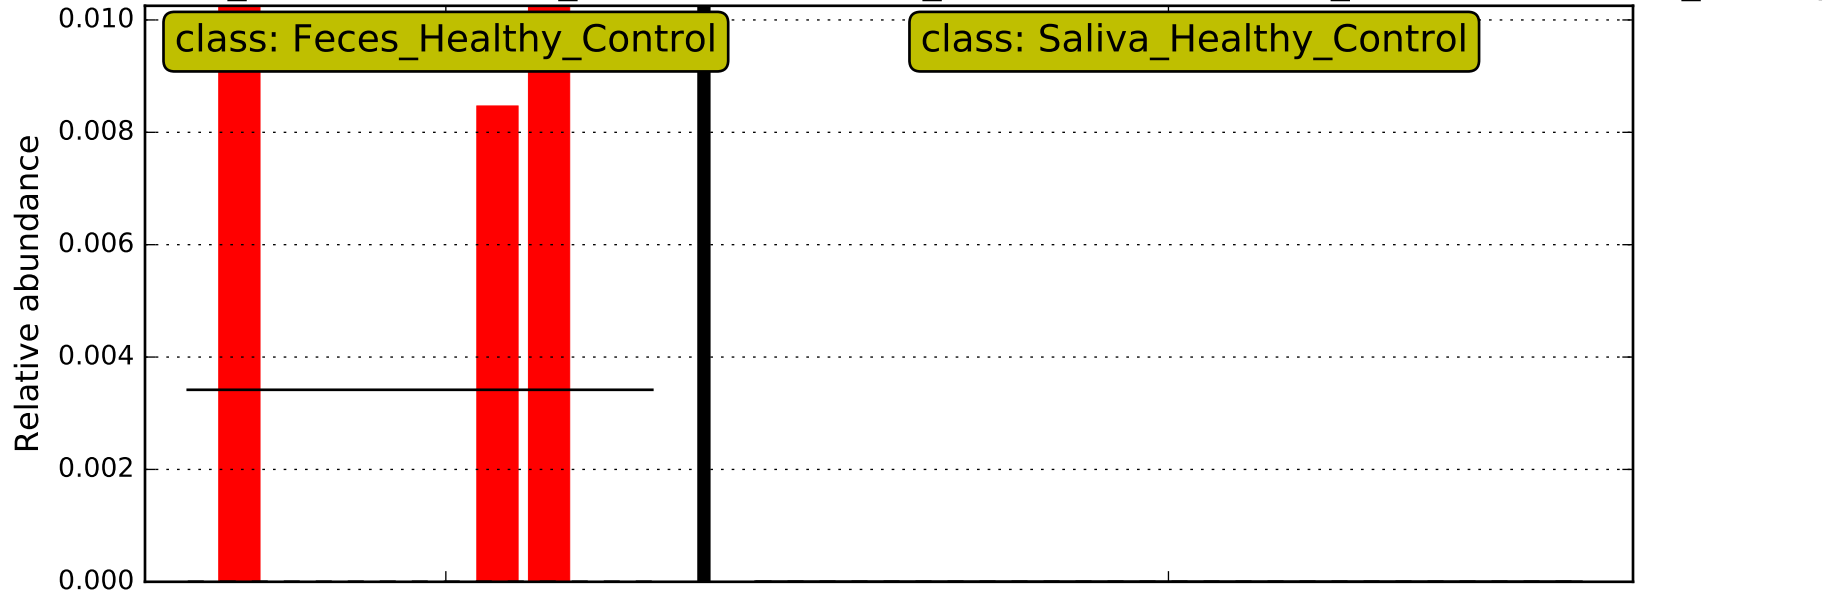 0.010
class: Feces_Healthy_Control
class: Saliva_Healthy_Control
0.008
0.006
0.004
0.002
0.000
Relative abundance